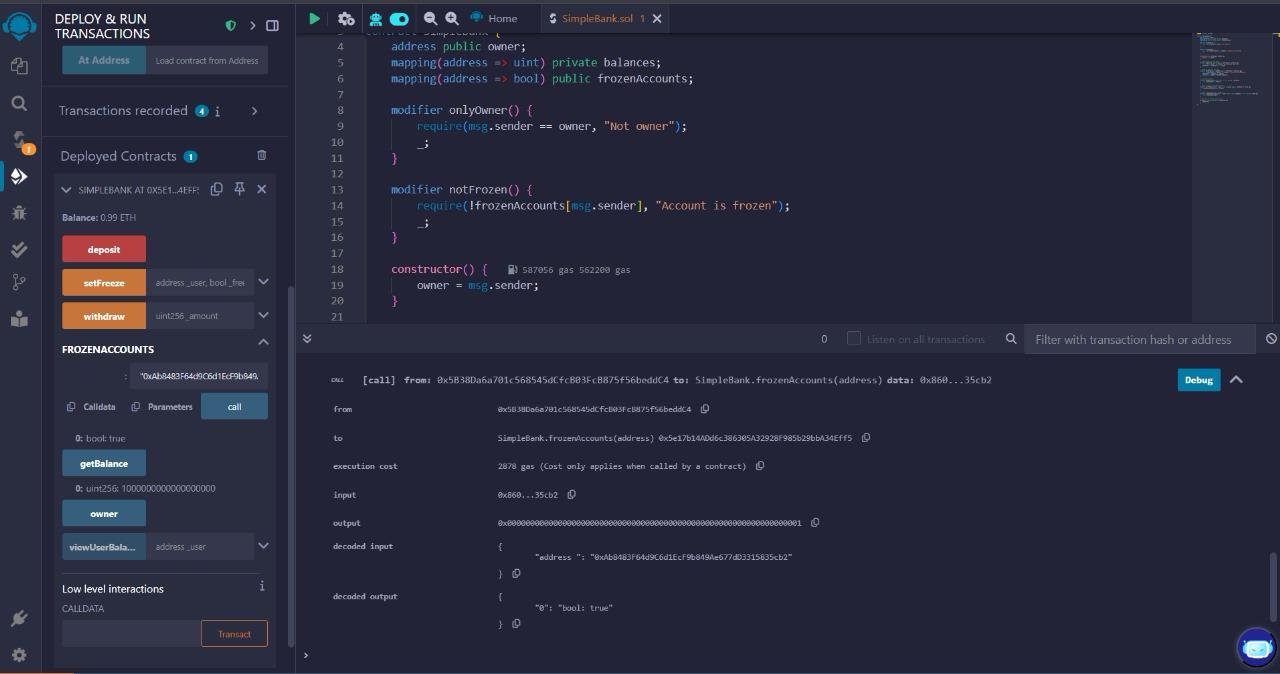 DEPLOY & RUN
TRANSACTIONS
At Address
Load contract from Address
Transactions recorded 4 i
Deployed Contracts 1
SIMPLEBANK AT 0X5E1...4EFF5
Balance: 0.99 ETH
deposit
setFreeze address _user, bool _free
withdraw uint256 _amount
FROZENACCOUNTS
: "0xAb8483F64d9C6d1EcF9b849.
Calldata Parameters call
0: bool: true
getBalance
0: uint256: 1000000000000000000
owner
viewUserBala... address _user
Low level interactions i
CALLDATA
Transact
1
Home
SimpleBank.sol 1
4 address public owner;
5 mapping(address => uint) private balances;
6 mapping(address => bool) public frozenAccounts;
7
8 modifier onlyOwner() {
9 require(msg.sender == owner, "Not owner");
10 _;
11 }
12
13 modifier notFrozen() {
14 require(!frozenAccounts[msg.sender], "Account is frozen");
15 _;
16 }
17
18 constructor() { 587056 gas 562200 gas
19 owner = msg.sender;
20 }
21
0 Listen on all transactions Filter with transaction hash or address
CALL [call] from: 0x5B38Da6a701c568545dCfcB03FcB875f56beddC4 to: SimpleBank.frozenAccounts(address) data: 0x860...35cb2 Debug
from 0x5B38Da6a701c568545dCfcB03FcB875f56beddC4
to SimpleBank.frozenAccounts(address) 0x5e17b14ADd6c386305A32928F985b29bbA34Eff5
execution cost 2878 gas (Cost only applies when called by a contract)
input 0x860...35cb2
output 0x0000000000000000000000000000000000000000000000000000000000000001
decoded input {
"address ": "0xAb8483F64d9C6d1EcF9b849Ae677dD3315835cb2"
}
decoded output {
"0": "bool: true"
}
>